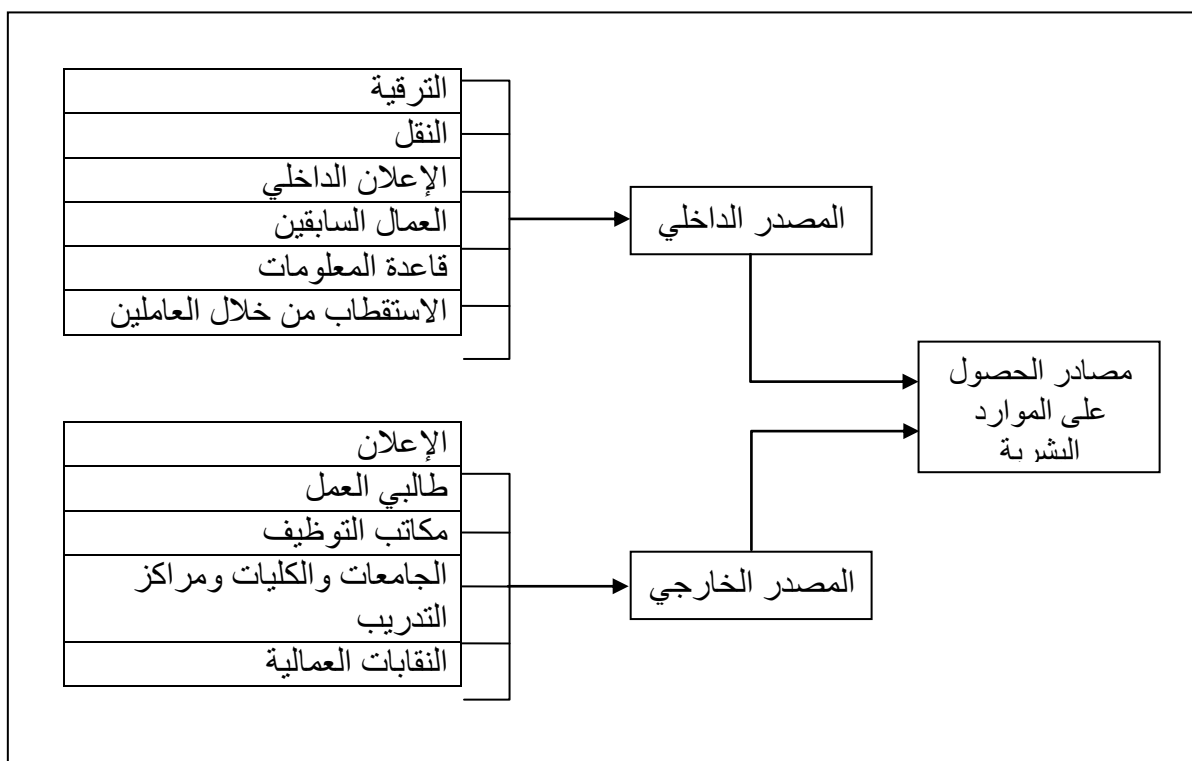 الترقية
النقل
الإعلان الداخلي
العمال السابقين
قاعدة المعلومات
الاستقطاب من خلال العاملين
المصدر الداخلي
مصادر الحصول
على الموارد
البشرية
الإعلان
طالبي العمل
مكاتب التوظيف
الجامعات والكليات ومراكز
التدريب
النقابات العمالية
المصدر الخارجي